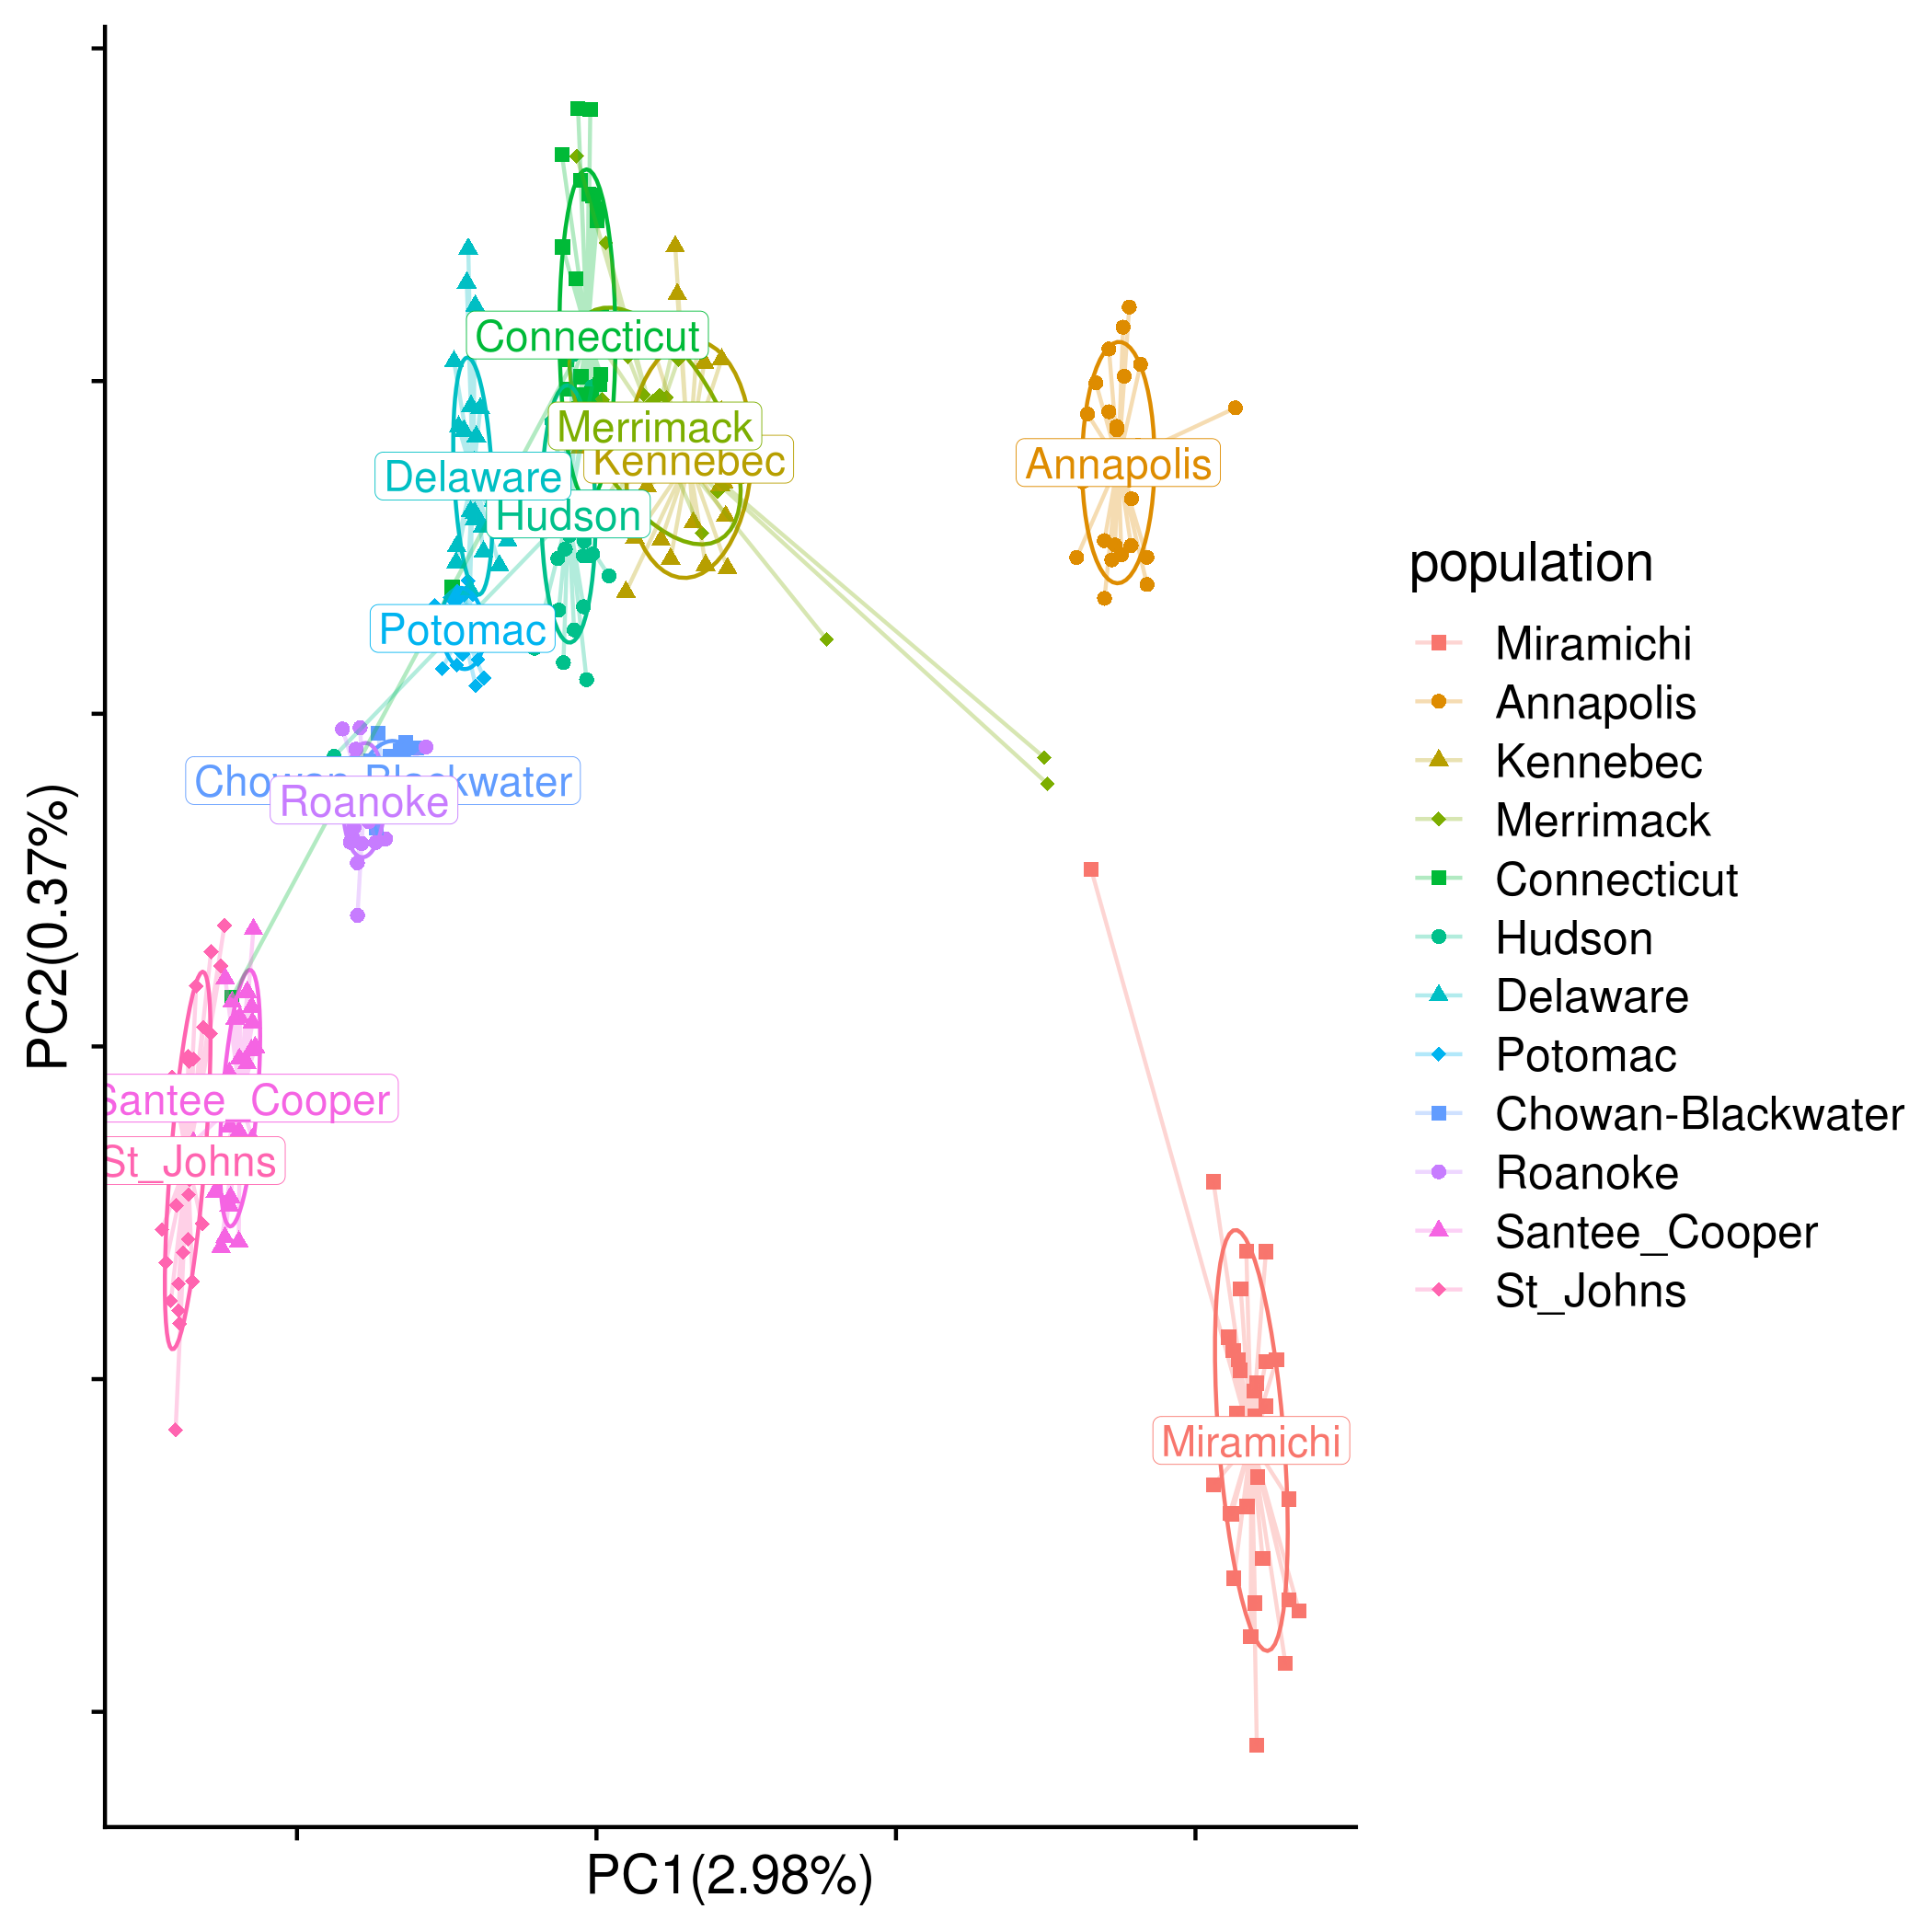 Connecticut
Merrimack
Kennebec
Annapolis
Delaware
Hudson
Potomac
Roanoke
Santee_Cooper
St_Johns
Miramichi
PC2(0.37%)
PC1(2.98%)
population
Miramichi
Annapolis
Kennebec
Merrimack
Connecticut
Hudson
Delaware
Potomac
Chowan-Blackwater
Roanoke
Santee_Cooper
St_Johns